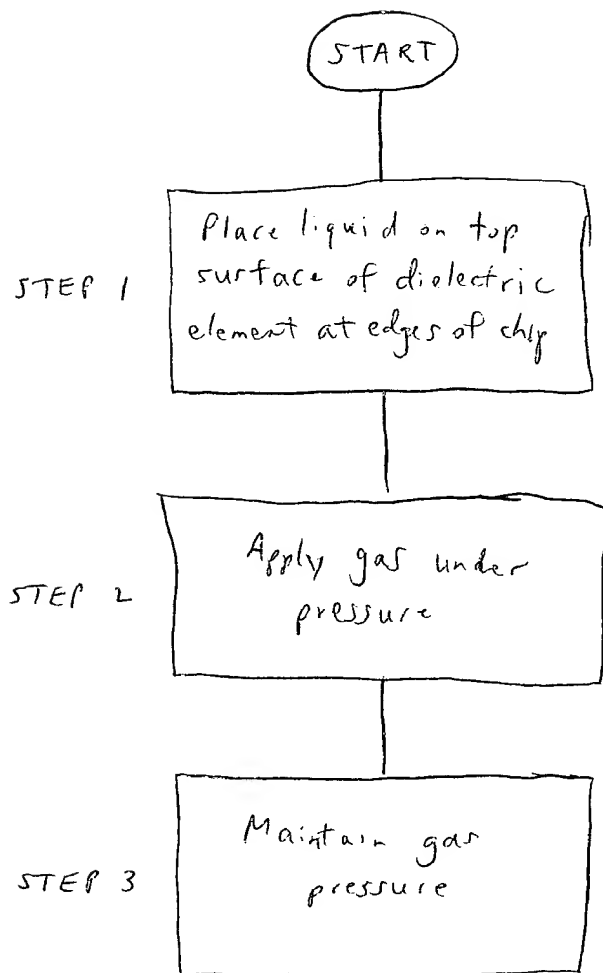 START
STEP 1
Place liquid on top
surface of dielectric
element at edges of chip
STEP 2
Apply gas under
pressure
STEP 3
Maintain gas
pressure